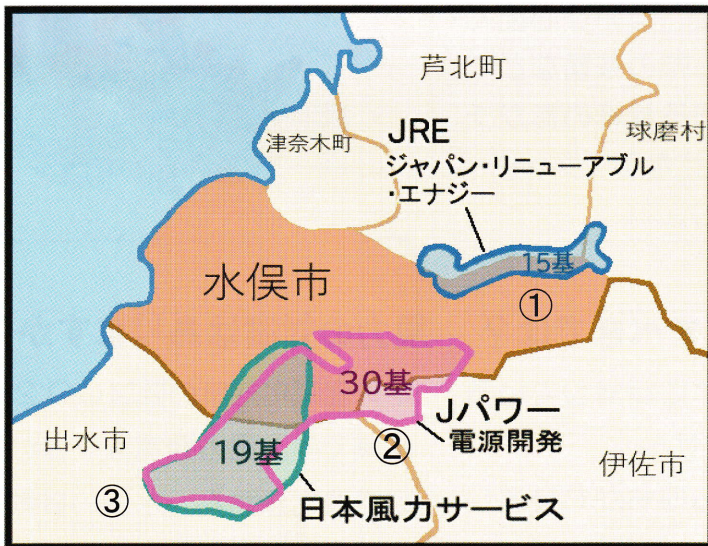 芦北町
津奈木町
JRE
ジャパン・リニューアブル
・エナジー
球磨村
15基
水俣市
①
30基
Jパワー
電源開発
②
出水市
19基
伊佐市
③
日本風力サービス